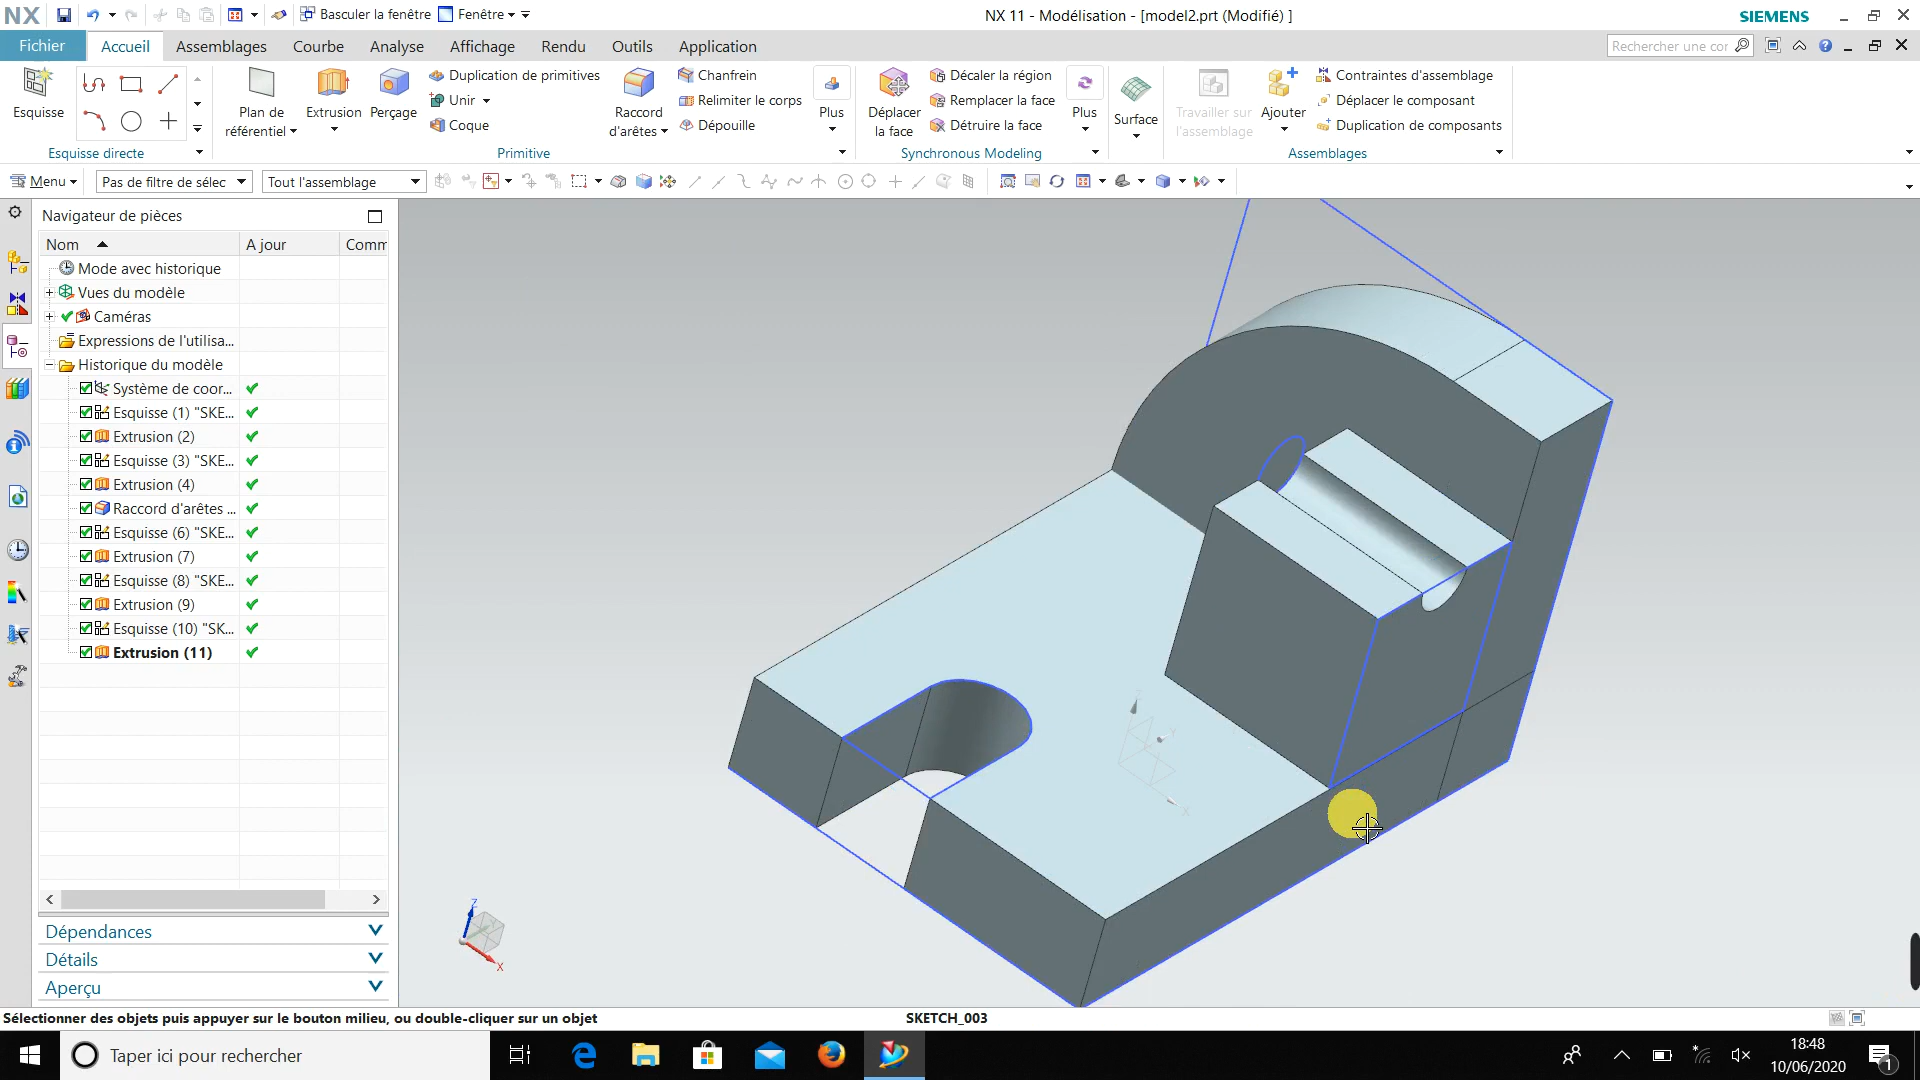 NX
Basculer la fenêtre
Fenêtre
NX 11 - Modélisation - [model2.prt (Modifié) ]
SIEMENS
Fichier
Accueil
Assemblages
Courbe
Analyse
Affichage
Rendu
Outils
Application
Rechercher une cor
Esquisse
Esquisse directe
Plan de
référentiel
Extrusion
Perçage
Duplication de primitives
Unir
Coque
Raccord
d'arêtes
Chanfrein
Relimiter le corps
Dépouille
Plus
Primitive
Déplacer
la face
Décaler la région
Remplacer la face
Détruire la face
Plus
Synchronous Modeling
Surface
Travailler sur
l'assemblage
Ajouter
Contraintes d'assemblage
Déplacer le composant
Duplication de composants
Assemblages
Menu
Pas de filtre de sélec
Tout l'assemblage
Navigateur de pièces
Nom
A jour
Comm
Mode avec historique
Vues du modèle
Caméras
Expressions de l'utilisa...
Historique du modèle
Système de coor...
Esquisse (1) "SKE...
Extrusion (2)
Esquisse (3) "SKE...
Extrusion (4)
Raccord d'arêtes ...
Esquisse (6) "SKE...
Extrusion (7)
Esquisse (8) "SKE...
Extrusion (9)
Esquisse (10) "SK...
Extrusion (11)
Dépendances
Détails
Aperçu
Z
X
X
Sélectionner des objets puis appuyer sur le bouton milieu, ou double-cliquer sur un objet
SKETCH_003
Taper ici pour rechercher
18:48
10/06/2020
1